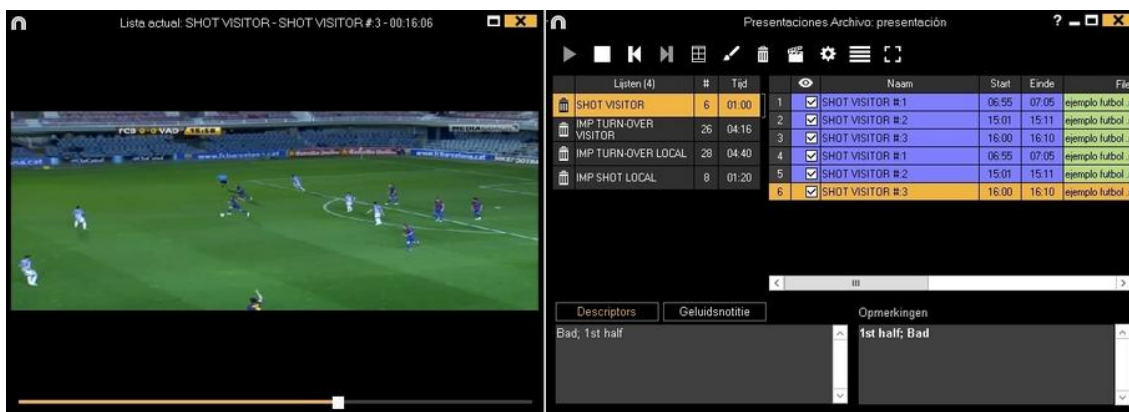 Lista actual: SHOT VISITOR - SHOT VISITOR #:3 - 00:16:06
FCB 0-0 VAD 15:58
MEDIAPRO
Presentaciones Archivo: presentación
Lijsten (4) # Tijd
SHOT VISITOR 6 01:00
IMP TURN-OVER
VISITOR 26 04:16
IMP TURN-OVER LOCAL 28 04:40
IMP SHOT LOCAL 8 01:20
Naam Start Einde File
1 SHOT VISITOR #:1 06:55 07:05 ejemplo futbol .
2 SHOT VISITOR #:2 15:01 15:11 ejemplo futbol .
3 SHOT VISITOR #:3 16:00 16:10 ejemplo futbol .
4 SHOT VISITOR #:1 06:55 07:05 ejemplo futbol .
5 SHOT VISITOR #:2 15:01 15:11 ejemplo futbol .
6 SHOT VISITOR #:3 16:00 16:10 ejemplo futbol .
Descriptors Geluidsnotitie
Bad; 1st half
Opmerkingen
1st half; Bad